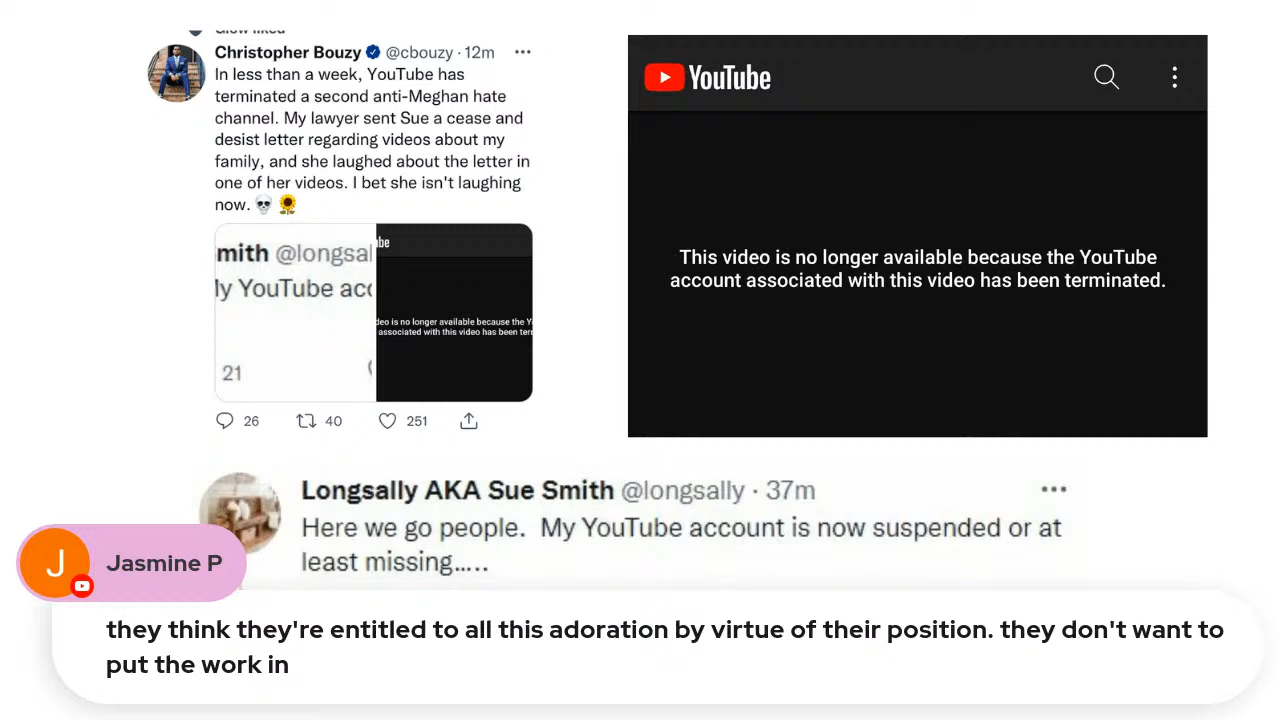 Christopher Bouzy @cbouzy · 12m
In less than a week, YouTube has
terminated a second anti-Meghan hate
channel. My lawyer sent Sue a cease and
desist letter regarding videos about my
family, and she laughed about the letter in
one of her videos. I bet she isn't laughing
now. 💀 🌻
mith @longsal
ly YouTube acc
21
be
deo is no longer available because the Y
associated with this video has been terr
26 40 251
YouTube
This video is no longer available because the YouTube
account associated with this video has been terminated.
Longsally AKA Sue Smith @longsally · 37m
Here we go people. My YouTube account is now suspended or at
least missing.....
J
Jasmine P
they think they're entitled to all this adoration by virtue of their position. they don't want to
put the work in